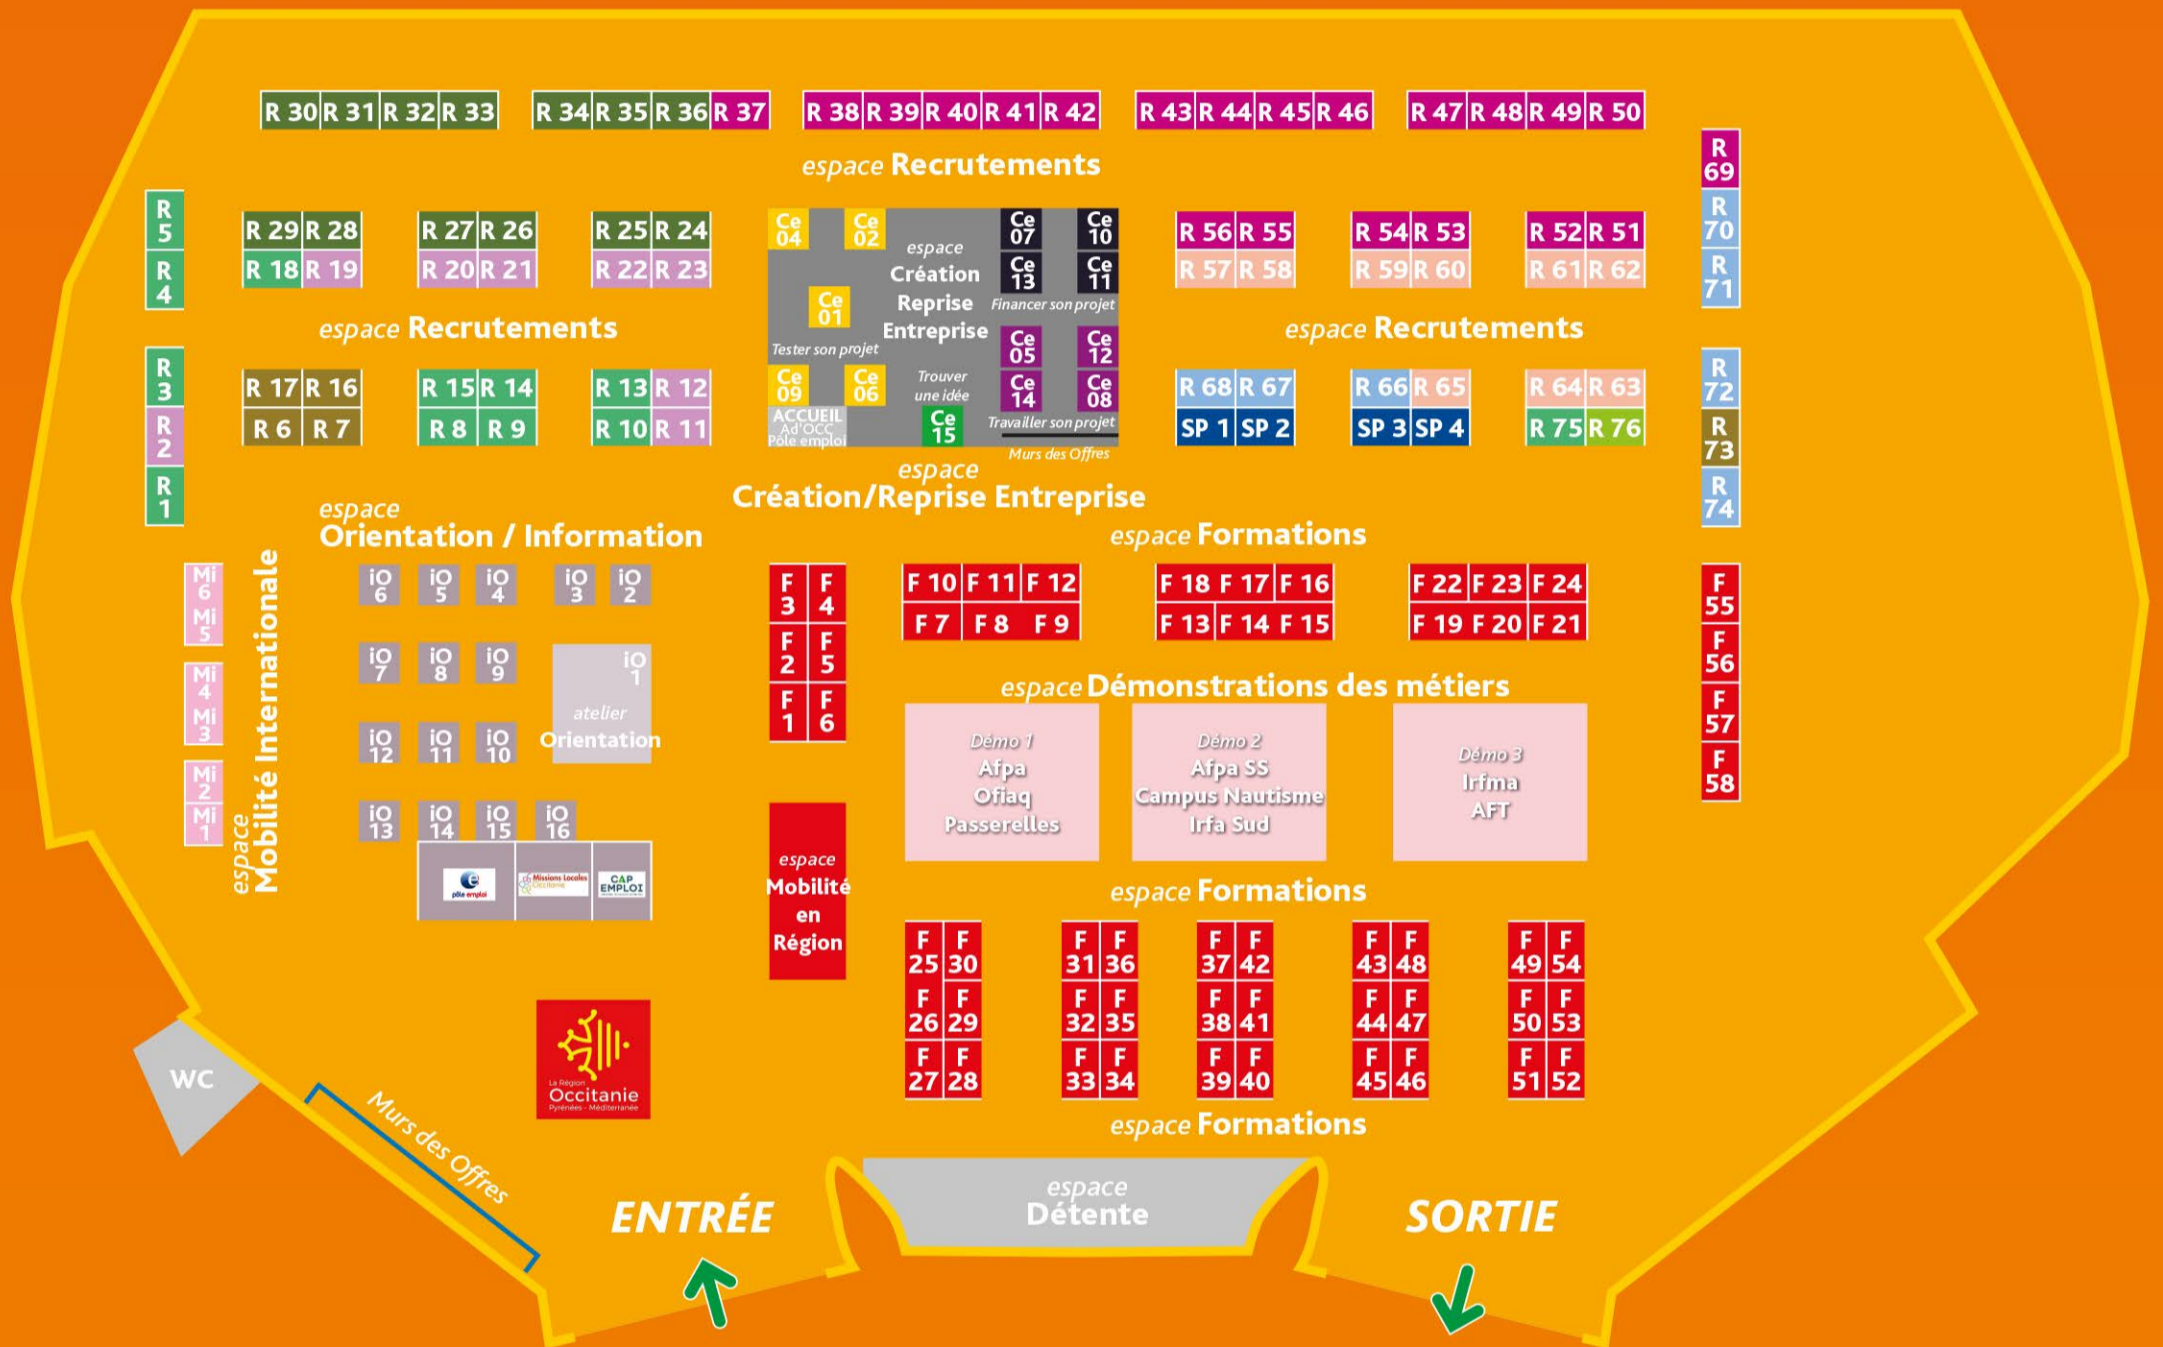 R 30 R 31 R 32 R 33 R 34 R 35 R 36 R 37 R 38 R 39 R 40 R 41 R 42 R 43 R 44 R 45 R 46 R 47 R 48 R 49 R 50
espace Recrutements
R 69
R 70
R 71
R 5
R 4
R 29 R 28 R 27 R 26 R 25 R 24
R 18 R 19 R 20 R 21 R 22 R 23
espace Recrutements
Ce 04 Ce 02
Ce 07 Ce 10
Ce 13 Ce 11
Ce 01
espace
Création
Reprise
Entreprise
Financer son projet
Tester son projet
Ce 05 Ce 12
Ce 14 Ce 08
Ce 09 Ce 06
Trouver
une idée
Ce 15
Travailler son projet
ACCUEIL
Ad'OCC
Pôle emploi
Murs des Offres
R 56 R 55 R 54 R 53 R 52 R 51
R 57 R 58 R 59 R 60 R 61 R 62
espace Recrutements
R 3
R 2
R 1
R 17 R 16 R 15 R 14 R 13 R 12
R 6 R 7 R 8 R 9 R 10 R 11
R 68 R 67 R 66 R 65 R 64 R 63
SP 1 SP 2 SP 3 SP 4 R 75 R 76
R 72
R 73
R 74
espace
Création/Reprise Entreprise
espace
Orientation / Information
espace Formations
Mi 6
Mi 5
Mi 4
Mi 3
Mi 2
Mi 1
espace
Mobilité Internationale
iO 6 iO 5 iO 4 iO 3 iO 2
iO 7 iO 8 iO 9 iO 1
atelier
Orientation
iO 12 iO 11 iO 10
iO 13 iO 14 iO 15 iO 16
pôle emploi
Missions Locales
Occitanie
CAP
EMPLOI
F 3 F 4
F 2 F 5
F 1 F 6
F 10 F 11 F 12 F 18 F 17 F 16 F 22 F 23 F 24
F 7 F 8 F 9 F 13 F 14 F 15 F 19 F 20 F 21
F 55
F 56
F 57
F 58
espace Démonstrations des métiers
Démo 1
Afpa
Ofiaq
Passerelles
Démo 2
Afpa SS
Campus Nautisme
Irfa Sud
Démo 3
Irfma
AFT
espace
Mobilité
en
Région
espace Formations
F 25 F 30 F 31 F 36 F 37 F 42 F 43 F 48 F 49 F 54
F 26 F 29 F 32 F 35 F 38 F 41 F 44 F 47 F 50 F 53
F 27 F 28 F 33 F 34 F 39 F 40 F 45 F 46 F 51 F 52
espace Formations
La Région
Occitanie
Pyrénées - Méditerranée
WC
Murs des Offres
ENTRÉE
espace
Détente
SORTIE